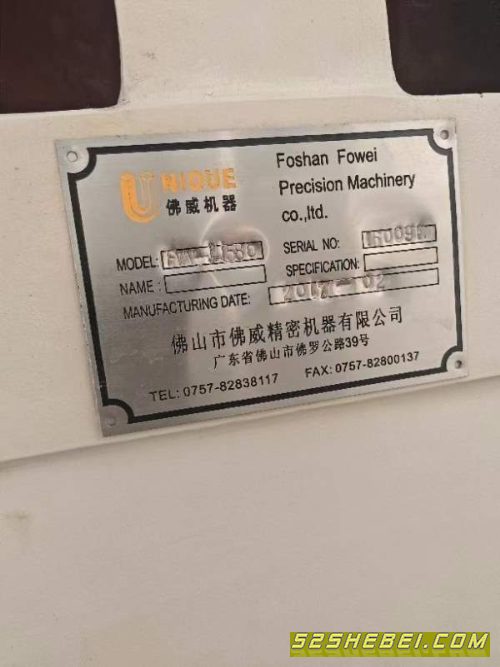 UNIQUE
佛威机器
Foshan Fowei
Precision Machinery
co.,ltd.
MODEL:
SERIAL NO:
NAME:
SPECIFICATION:
MANUFACTURING DATE: 2017-02
佛山市佛威精密机器有限公司
广东省佛山市佛罗公路39号
TEL: 0757-82838117 FAX: 0757-82800137
52SHEBEI.COM